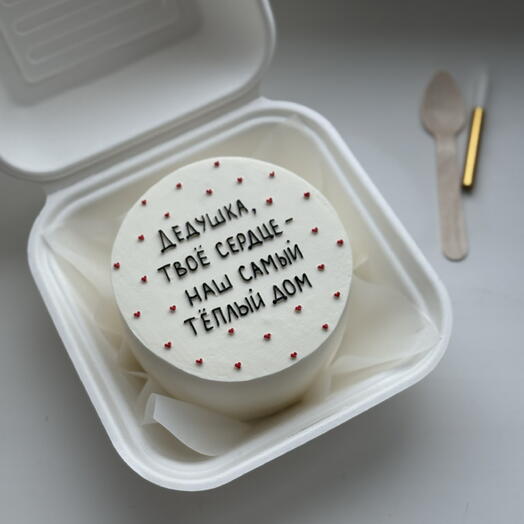 Дедушка,
твоё сердце –
наш самый
тёплый дом